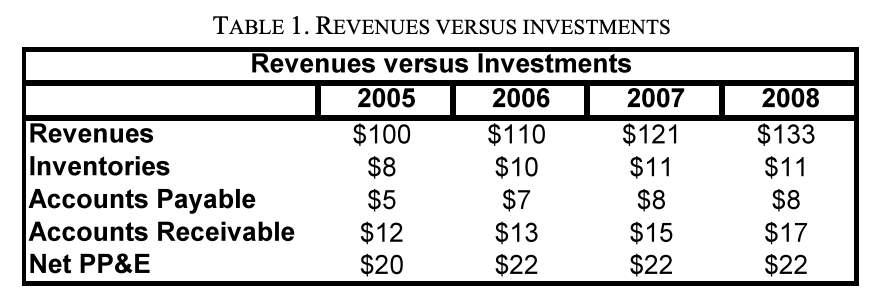 TABLE 1. REVENUES VERSUS INVESTMENTS
Revenues versus Investments
2005 2006 2007 2008
Revenues $100 $110 $121 $133
Inventories $8 $10 $11 $11
Accounts Payable $5 $7 $8 $8
Accounts Receivable $12 $13 $15 $17
Net PP&E $20 $22 $22 $22